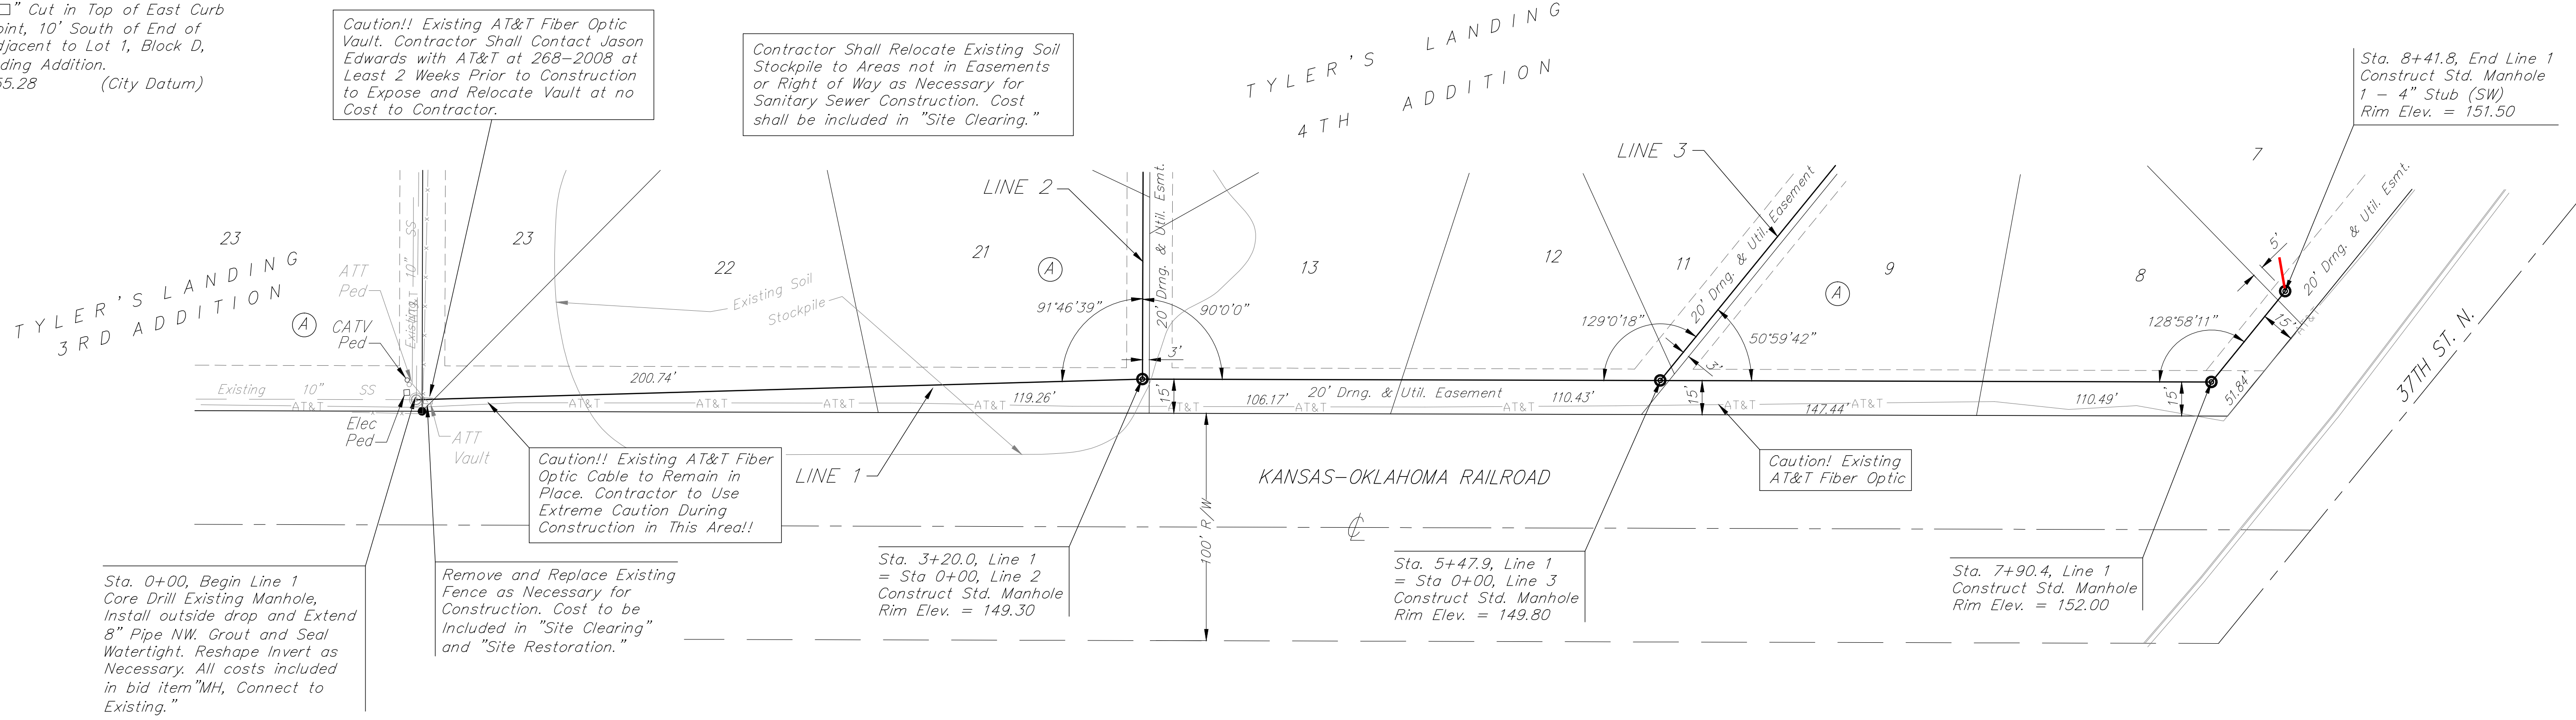 □" Cut in Top of East Curb
oint, 10' South of End of
djacent to Lot 1, Block D,
ding Addition.
55.28 (City Datum)
Caution!! Existing AT&T Fiber Optic
Vault. Contractor Shall Contact Jason
Edwards with AT&T at 268-2008 at
Least 2 Weeks Prior to Construction
to Expose and Relocate Vault at no
Cost to Contractor.
Contractor Shall Relocate Existing Soil
Stockpile to Areas not in Easements
or Right of Way as Necessary for
Sanitary Sewer Construction. Cost
shall be included in "Site Clearing."
TYLER'S LANDING
4TH ADDITION
Sta. 8+41.8, End Line 1
Construct Std. Manhole
1 - 4" Stub (SW)
Rim Elev. = 151.50
TYLER'S LANDING
3RD ADDITION
23
A
ATT
Ped
CATV
Ped
Elec
Ped
ATT
Vault
Existing 10" SS
AT&T
Existing 10" SS
AT&T
23
22
21
A
Existing Soil
Stockpile
LINE 2
20' Drng. & Util. Esmt.
91°46'39"
90°0'0"
3'
15'
13
12
11
LINE 3
20' Drng. & Util. Easement
129°0'18"
50°59'42"
3'
15'
9
A
8
7
128°58'11"
5'
15'
20' Drng. & Util. Esmt.
AT&T
51.84'
15'
37TH ST. N.
200.74'
119.26'
106.17'
20' Drng. & Util. Easement
110.43'
147.44'
110.49'
AT&T
AT&T
AT&T
AT&T
AT&T
AT&T
AT&T
AT&T
AT&T
Caution!! Existing AT&T Fiber
Optic Cable to Remain in
Place. Contractor to Use
Extreme Caution During
Construction in This Area!!
LINE 1
KANSAS-OKLAHOMA RAILROAD
Caution! Existing
AT&T Fiber Optic
100' R/W
℄
Sta. 0+00, Begin Line 1
Core Drill Existing Manhole,
Install outside drop and Extend
8" Pipe NW. Grout and Seal
Watertight. Reshape Invert as
Necessary. All costs included
in bid item"MH, Connect to
Existing."
Remove and Replace Existing
Fence as Necessary for
Construction. Cost to be
Included in "Site Clearing"
and "Site Restoration."
Sta. 3+20.0, Line 1
= Sta 0+00, Line 2
Construct Std. Manhole
Rim Elev. = 149.30
Sta. 5+47.9, Line 1
= Sta 0+00, Line 3
Construct Std. Manhole
Rim Elev. = 149.80
Sta. 7+90.4, Line 1
Construct Std. Manhole
Rim Elev. = 152.00